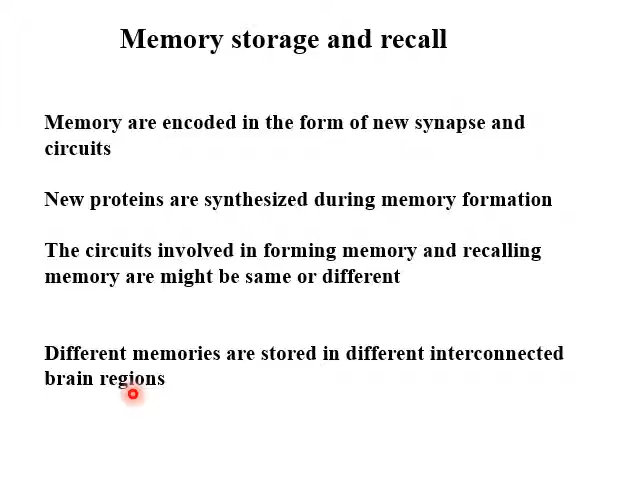 Memory storage and recall
Memory are encoded in the form of new synapse and
circuits
New proteins are synthesized during memory formation
The circuits involved in forming memory and recalling
memory are might be same or different
Different memories are stored in different interconnected
brain regions